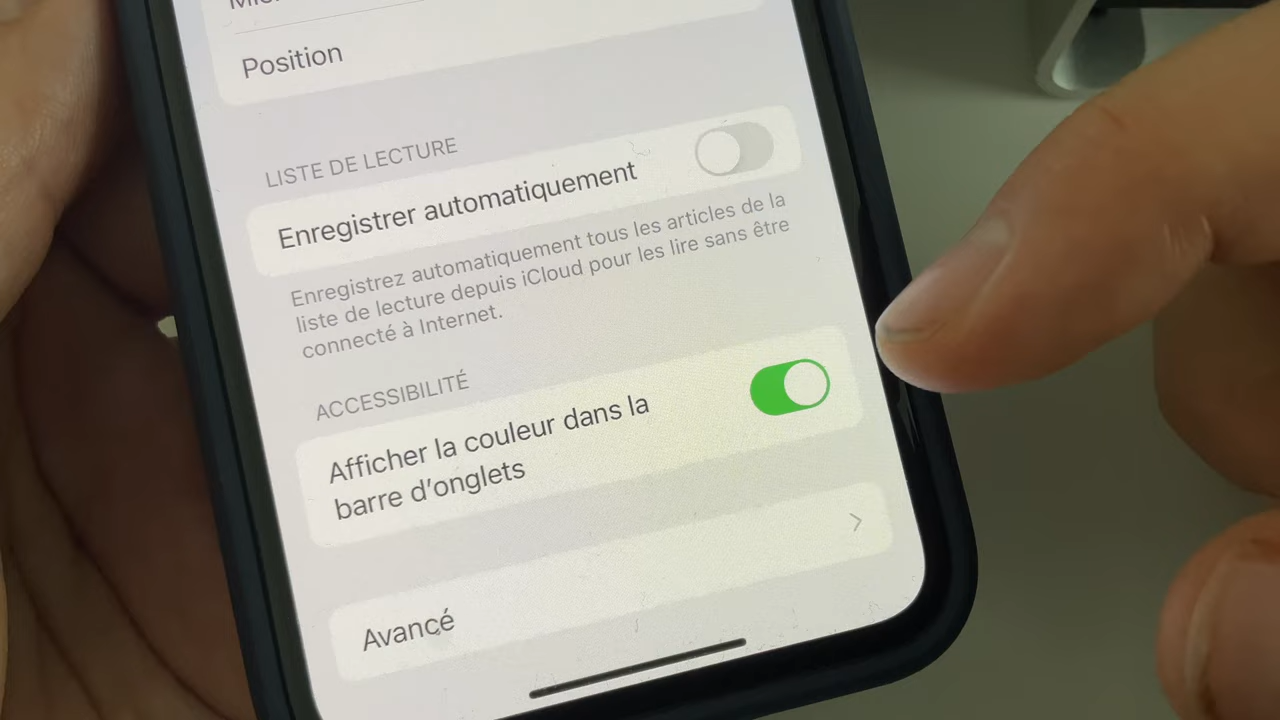 Position
LISTE DE LECTURE
Enregistrer automatiquement
Enregistrez automatiquement tous les articles de la
liste de lecture depuis iCloud pour les lire sans être
connecté à Internet.
ACCESSIBILITÉ
Afficher la couleur dans la
barre d’onglets
Avancé